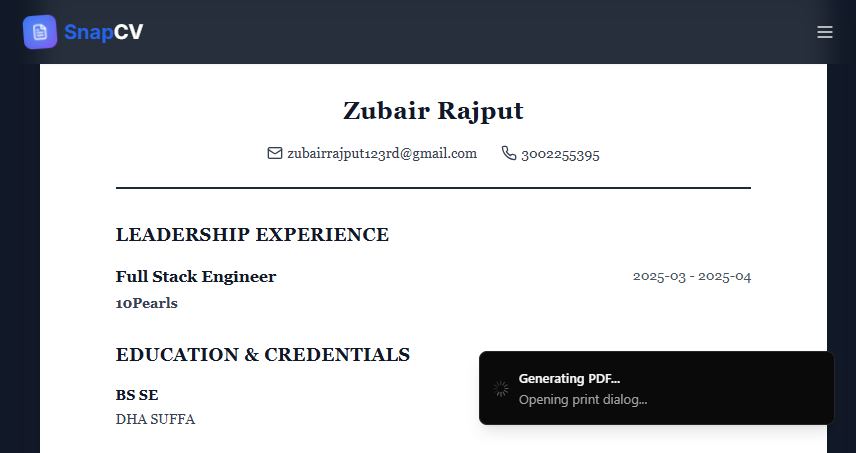 SnapCV
Zubair Rajput
zubairrajput123rd@gmail.com 3002255395
LEADERSHIP EXPERIENCE
Full Stack Engineer 2025-03 - 2025-04
10Pearls
EDUCATION & CREDENTIALS
BS SE
DHA SUFFA
Generating PDF...
Opening print dialog...